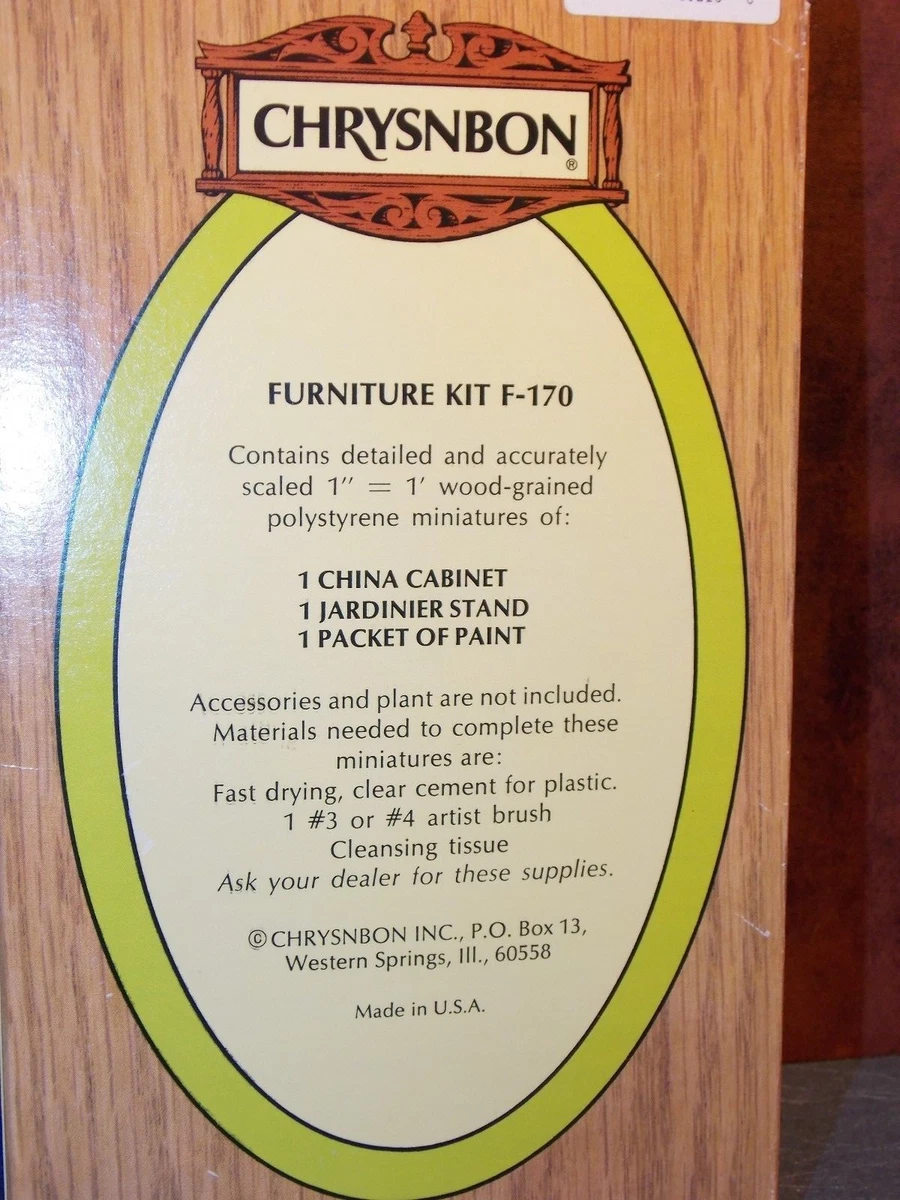 CHRYSNBON®
FURNITURE KIT F-170
Contains detailed and accurately
scaled 1″ = 1′ wood-grained
polystyrene miniatures of:
1 CHINA CABINET
1 JARDINIER STAND
1 PACKET OF PAINT
Accessories and plant are not included.
Materials needed to complete these
miniatures are:
Fast drying, clear cement for plastic.
1 #3 or #4 artist brush
Cleansing tissue
Ask your dealer for these supplies.
© CHRYSNBON INC., P.O. Box 13,
Western Springs, Ill., 60558
Made in U.S.A.